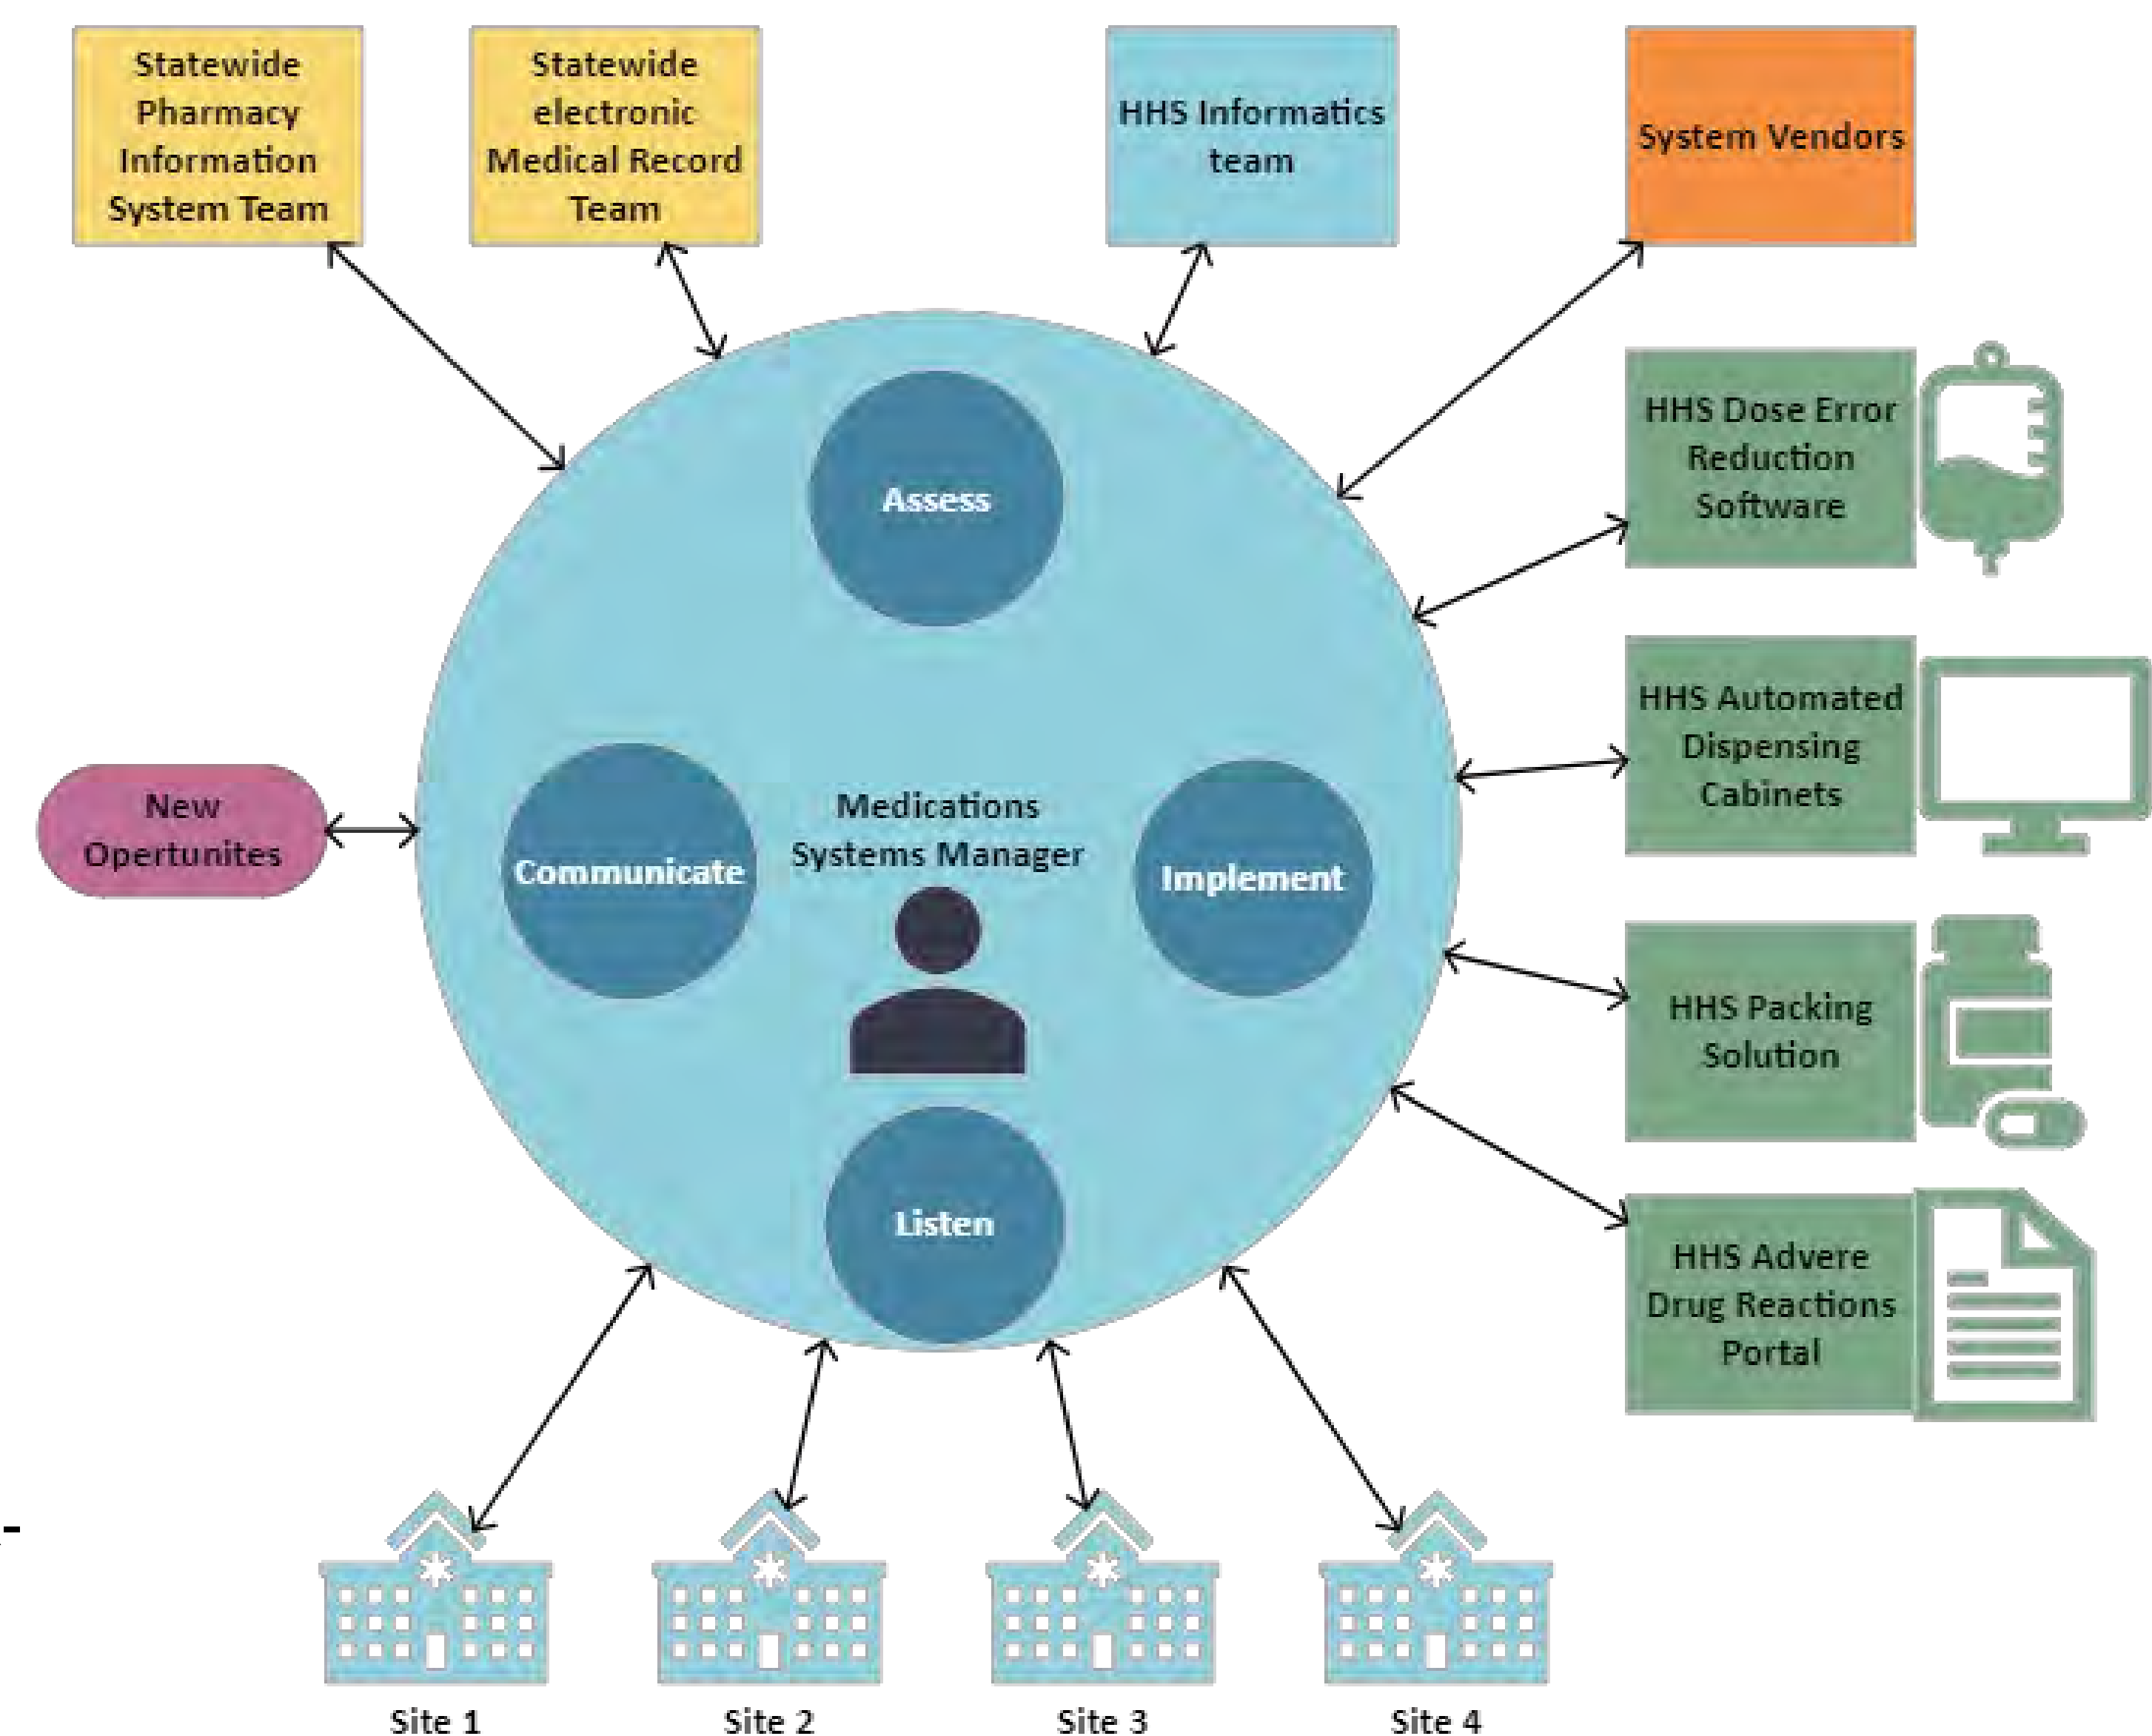 Statewide
Pharmacy
Information
System Team
Statewide
electronic
Medical Record
Team
HHS Informatics
team
System Vendors
HHS Dose Error
Reduction
Software
HHS Automated
Dispensing
Cabinets
HHS Packing
Solution
HHS Advere
Drug Reactions
Portal
Assess
Communicate
Medications
Systems Manager
Implement
Listen
New
Opertunites
Site 1
Site 2
Site 3
Site 4